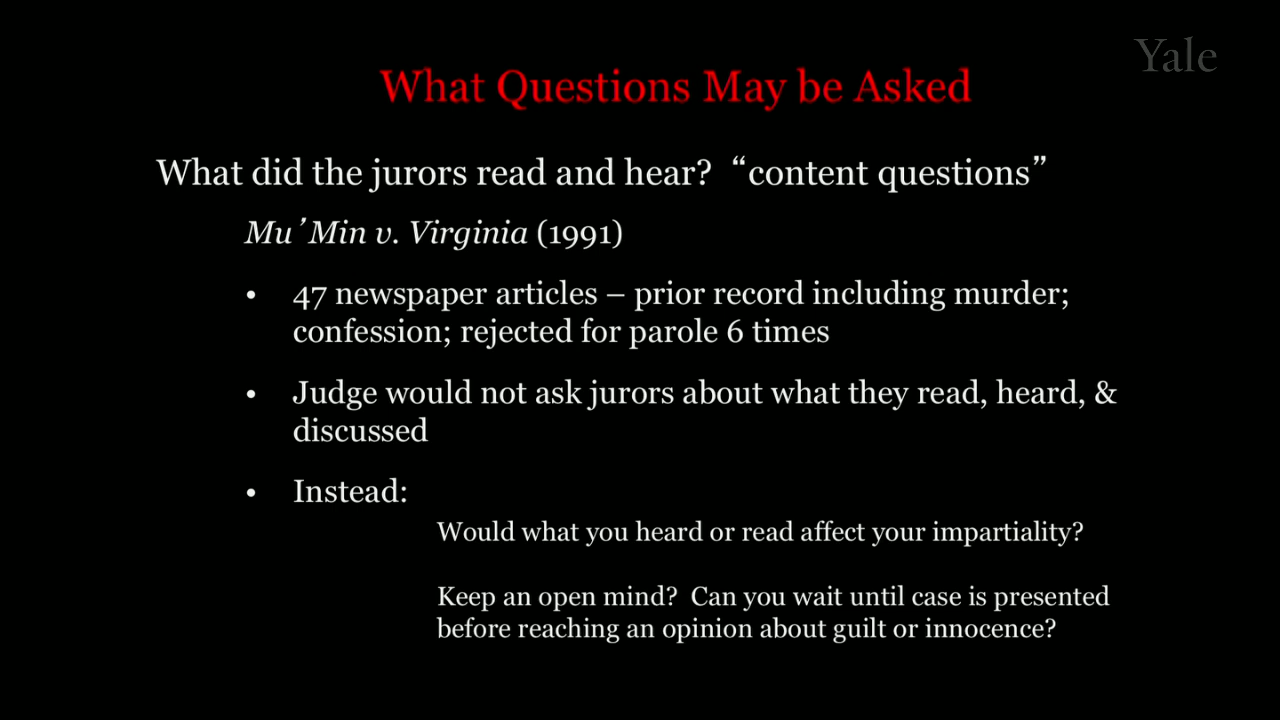 Yale
What Questions May be Asked
What did the jurors read and hear? “content questions”
Mu’Min v. Virginia (1991)
• 47 newspaper articles – prior record including murder;
confession; rejected for parole 6 times
• Judge would not ask jurors about what they read, heard, &
discussed
• Instead:
Would what you heard or read affect your impartiality?
Keep an open mind? Can you wait until case is presented
before reaching an opinion about guilt or innocence?